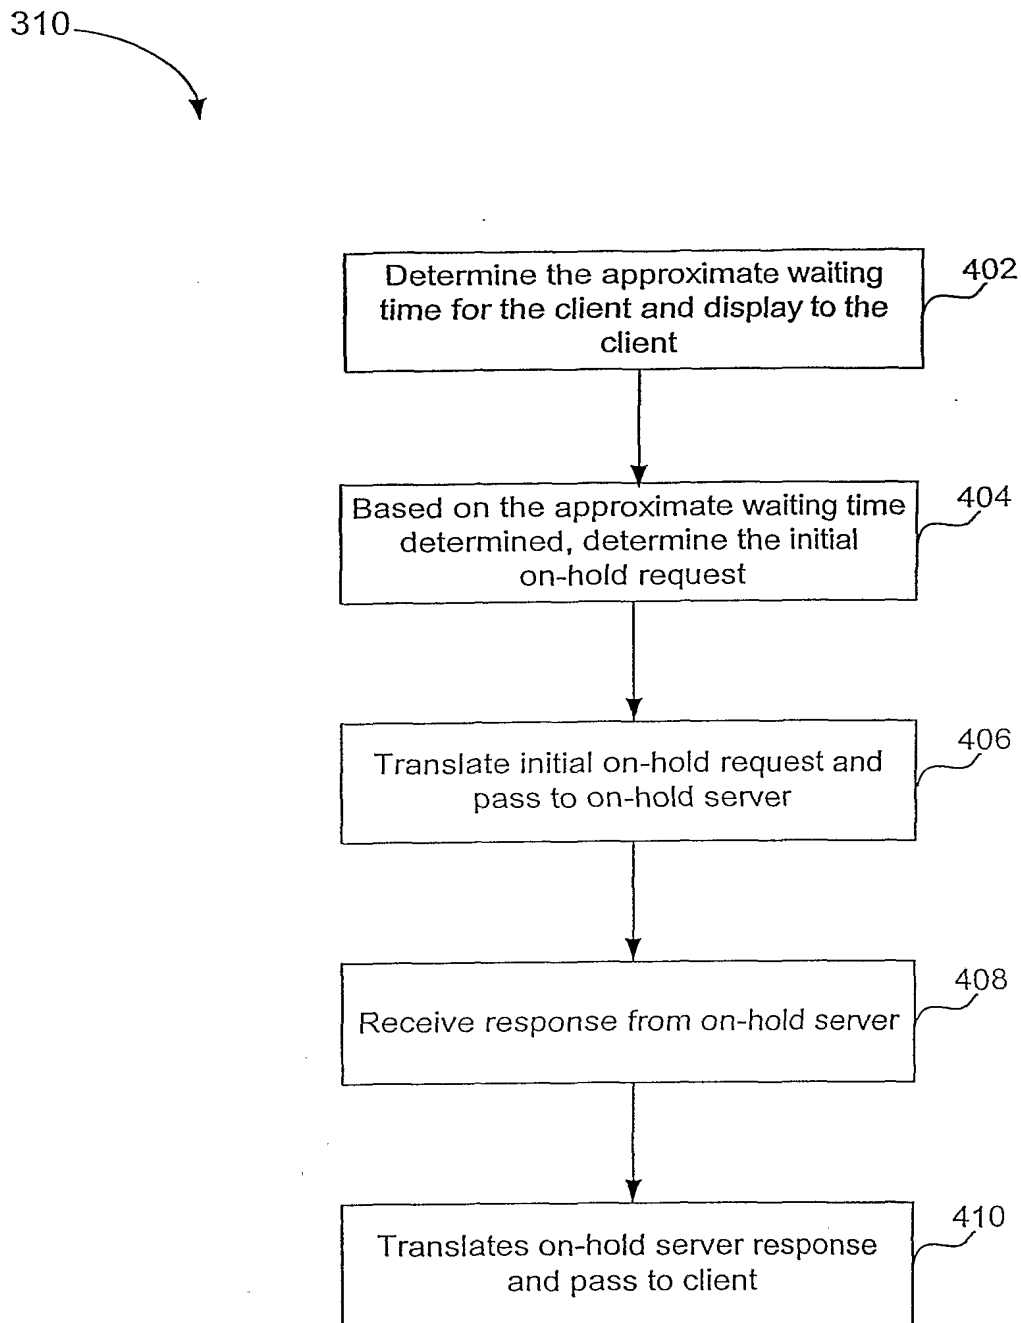 310
Determine the approximate waiting
time for the client and display to the
client
402
Based on the approximate waiting time
determined, determine the initial
on-hold request
404
Translate initial on-hold request and
pass to on-hold server
406
Receive response from on-hold server
408
Translates on-hold server response
and pass to client
410